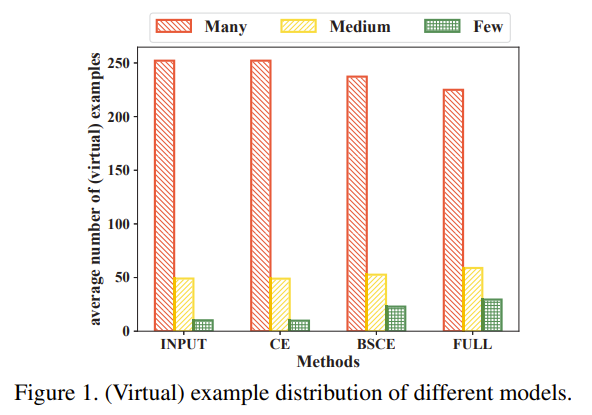 Many Medium Few
average number of (virtual) examples
250
200
150
100
50
0
INPUT CE BSCE FULL
Methods
Figure 1. (Virtual) example distribution of different models.